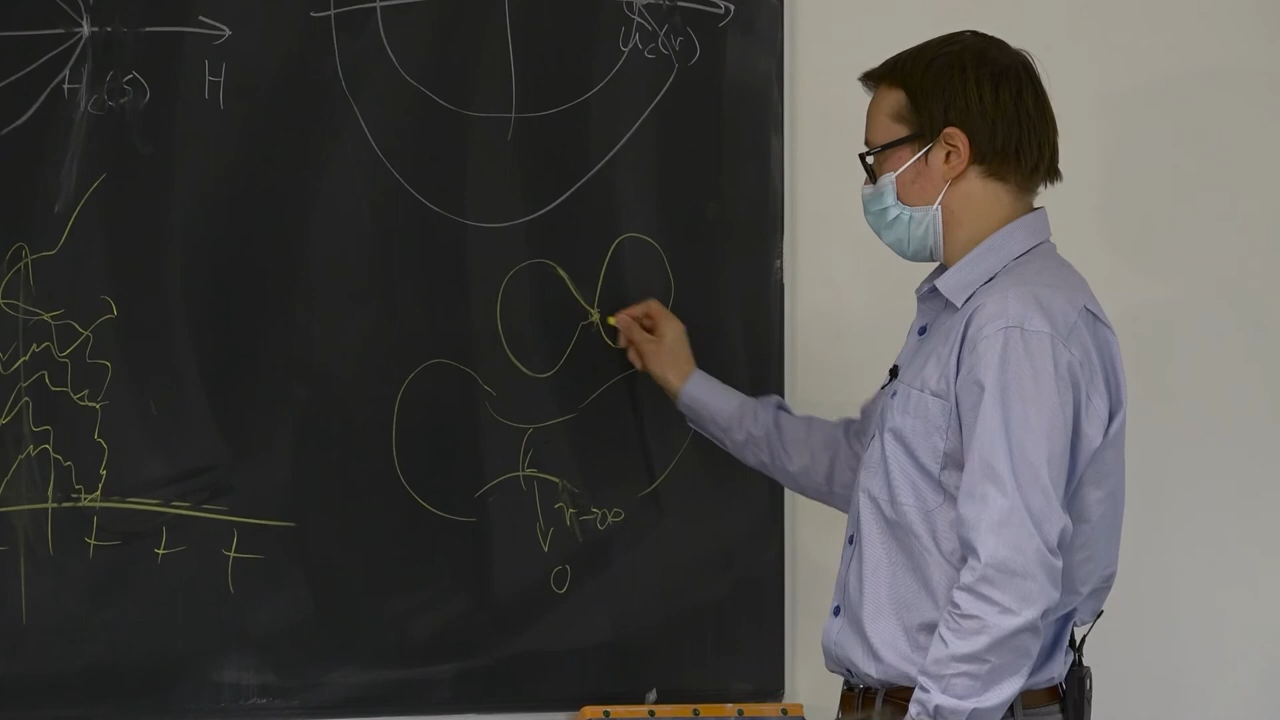 H_c(S)
H
u_c(r)
r→∞
0